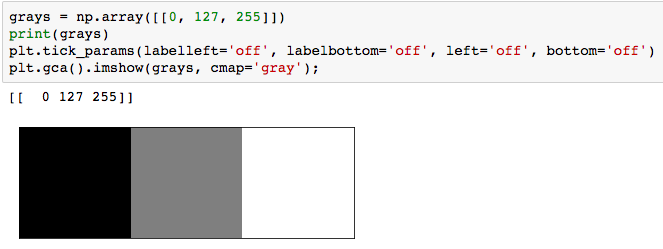 grays = np.array([[0, 127, 255]])
print(grays)
plt.tick_params(labelleft='off', labelbottom='off', left='off', bottom='off')
plt.gca().imshow(grays, cmap='gray');
[[  0 127 255]]